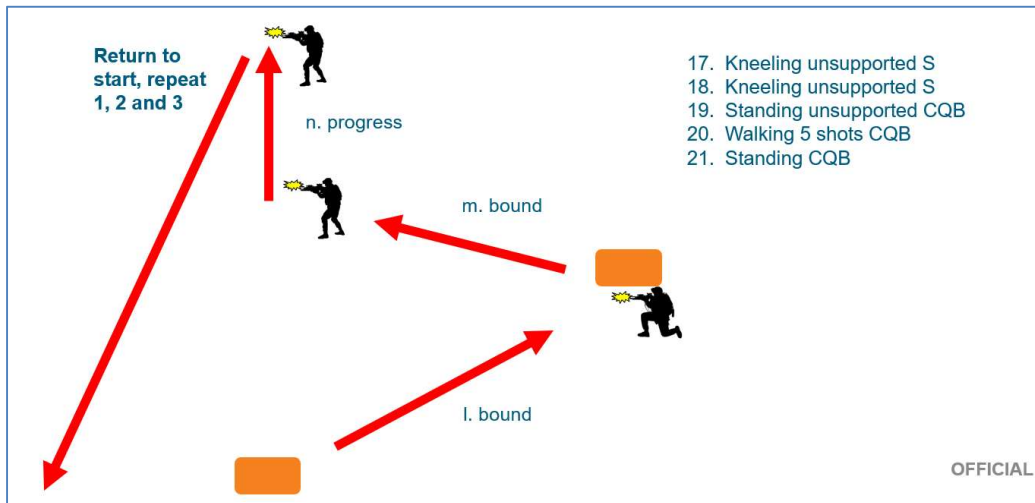 Return to
start, repeat
1, 2 and 3
n. progress
17. Kneeling unsupported S
18. Kneeling unsupported S
19. Standing unsupported CQB
20. Walking 5 shots CQB
21. Standing CQB
m. bound
l. bound
OFFICIAL